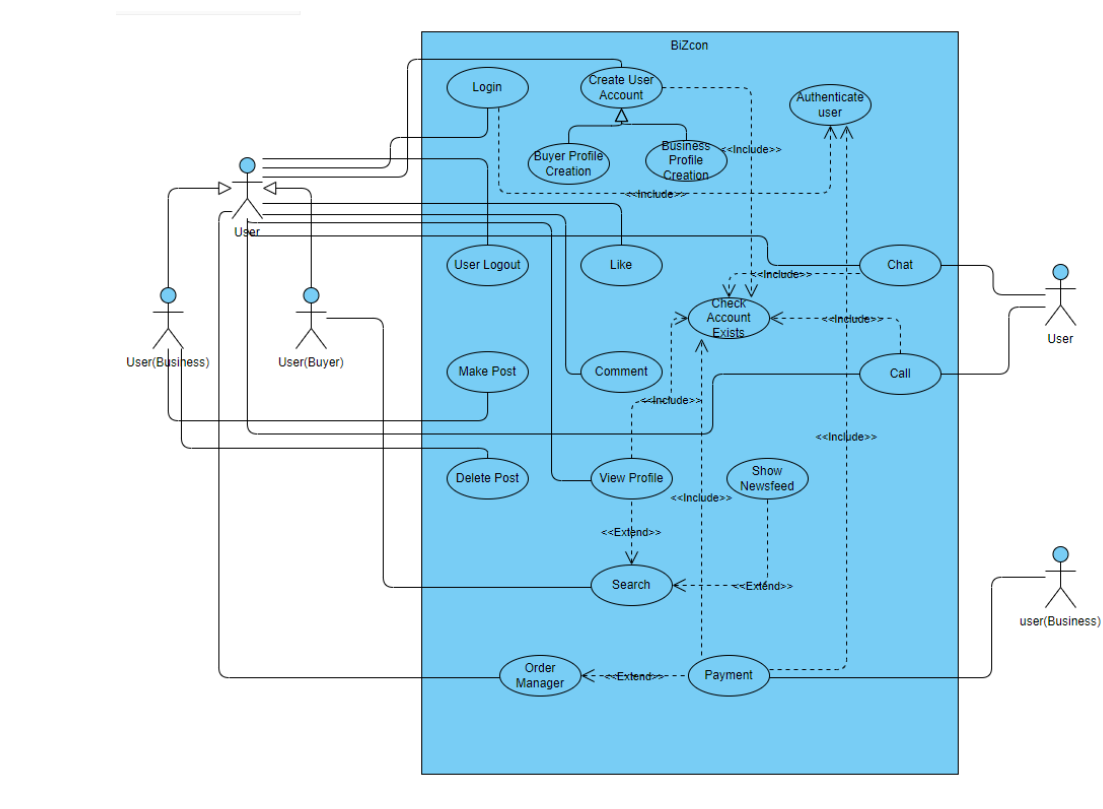 BiZcon
Login
Create User
Account
Authenticate
user
<<Include>>
Buyer Profile
Creation
Business
Profile
Creation
<<Include>>
User
User Logout
Like
Chat
<<Include>>
Check
Account
Exists
<<Include>>
User
User(Business)
User(Buyer)
Make Post
Comment
Call
<<Include>>
<<Include>>
Delete Post
View Profile
Show
Newsfeed
<<Include>>
<<Extend>>
Search
<<Extend>>
user(Business)
Order
Manager
<<Extend>>
Payment